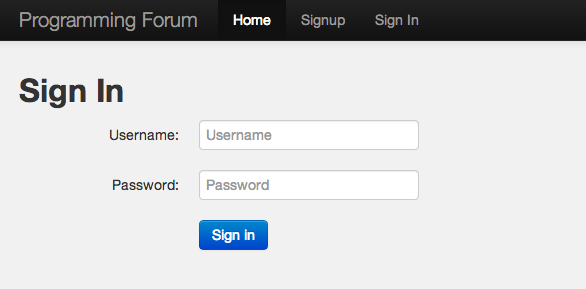 Programming Forum Home Signup Sign In
Sign In
Username: Username
Password: Password
Sign in